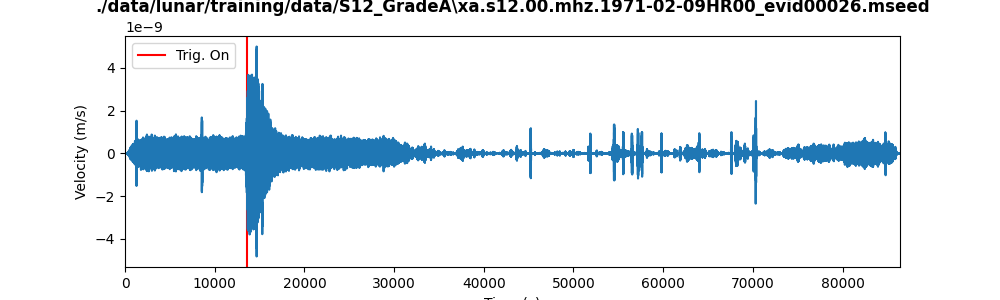 ./data/lunar/training/data/S12_GradeA\xa.s12.00.mhz.1971-02-09HR00_evid00026.mseed
1e−9
Trig. On
4
2
0
−2
−4
Velocity (m/s)
0 10000 20000 30000 40000 50000 60000 70000 80000
Time (s)